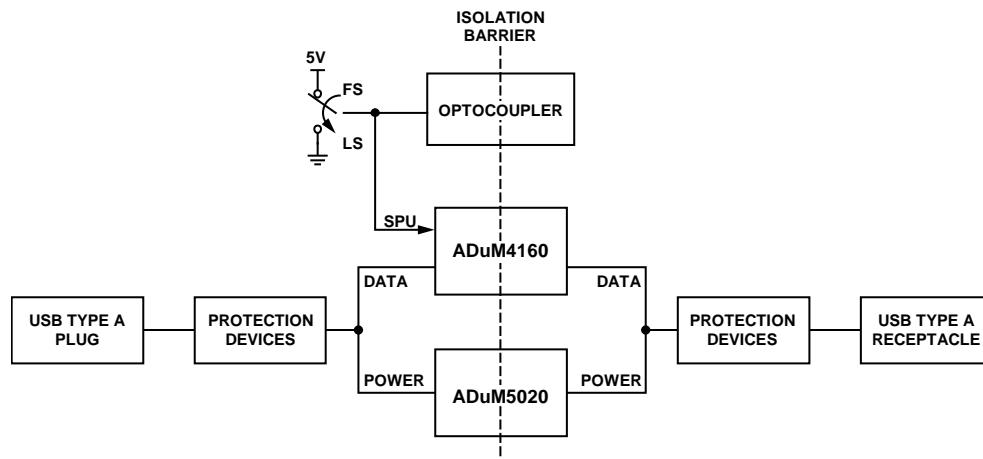 ISOLATION
BARRIER
5V
FS
OPTOCOUPLER
LS
SPU
ADuM4160
DATA
DATA
USB TYPE A
PLUG
PROTECTION
DEVICES
PROTECTION
DEVICES
USB TYPE A
RECEPTACLE
POWER
ADuM5020
POWER